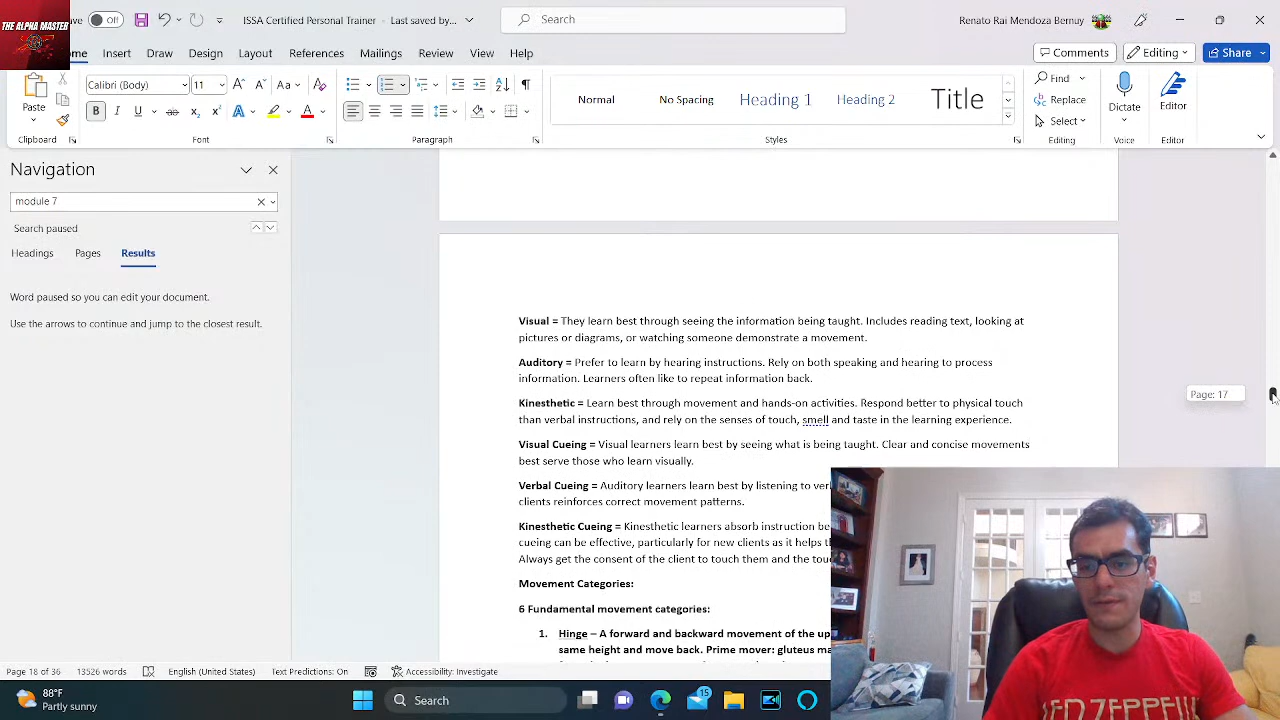 THE ALPHA MASTER
Off
ISSA Certified Personal Trainer - Last saved by...
Search
Renato Rai Mendoza Bernuy
Insert
Draw
Design
Layout
References
Mailings
Review
View
Help
Comments
Editing
Share
Paste
Calibri (Body)
11
Normal
No Spacing
Heading 1
Heading 2
Title
Find
Replace
Select
Dictate
Editor
Clipboard
Font
Paragraph
Styles
Editing
Voice
Editor
Navigation
module 7
Search paused
Headings
Pages
Results
Word paused so you can edit your document.
Use the arrows to continue and jump to the closest result.
Visual = They learn best through seeing the information being taught. Includes reading text, looking at
pictures or diagrams, or watching someone demonstrate a movement.
Auditory = Prefer to learn by hearing instructions. Rely on both speaking and hearing to process
information. Learners often like to repeat information back.
Kinesthetic = Learn best through movement and hands-on activities. Respond better to physical touch
than verbal instructions, and rely on the senses of touch, smell and taste in the learning experience.
Visual Cueing = Visual learners learn best by seeing what is being taught. Clear and concise movements
best serve those who learn visually.
Verbal Cueing = Auditory learners learn best by listening to
clients reinforces correct movement patterns.
Kinesthetic Cueing = Kinesthetic learners absorb instruction
cueing can be effective, particularly for new clients as it helps
Always get the consent of the client to touch them and the
Movement Categories:
6 Fundamental movement categories:
1. Hinge – A forward and backward movement of the
same height and move back. Prime mover: gluteus
Page: 17
Page 18 of 36
13526 words
English (United States)
Text Predictions: On
Accessibility: Investigate
88°F
Partly sunny
Search
15
LED ZEPPELIN